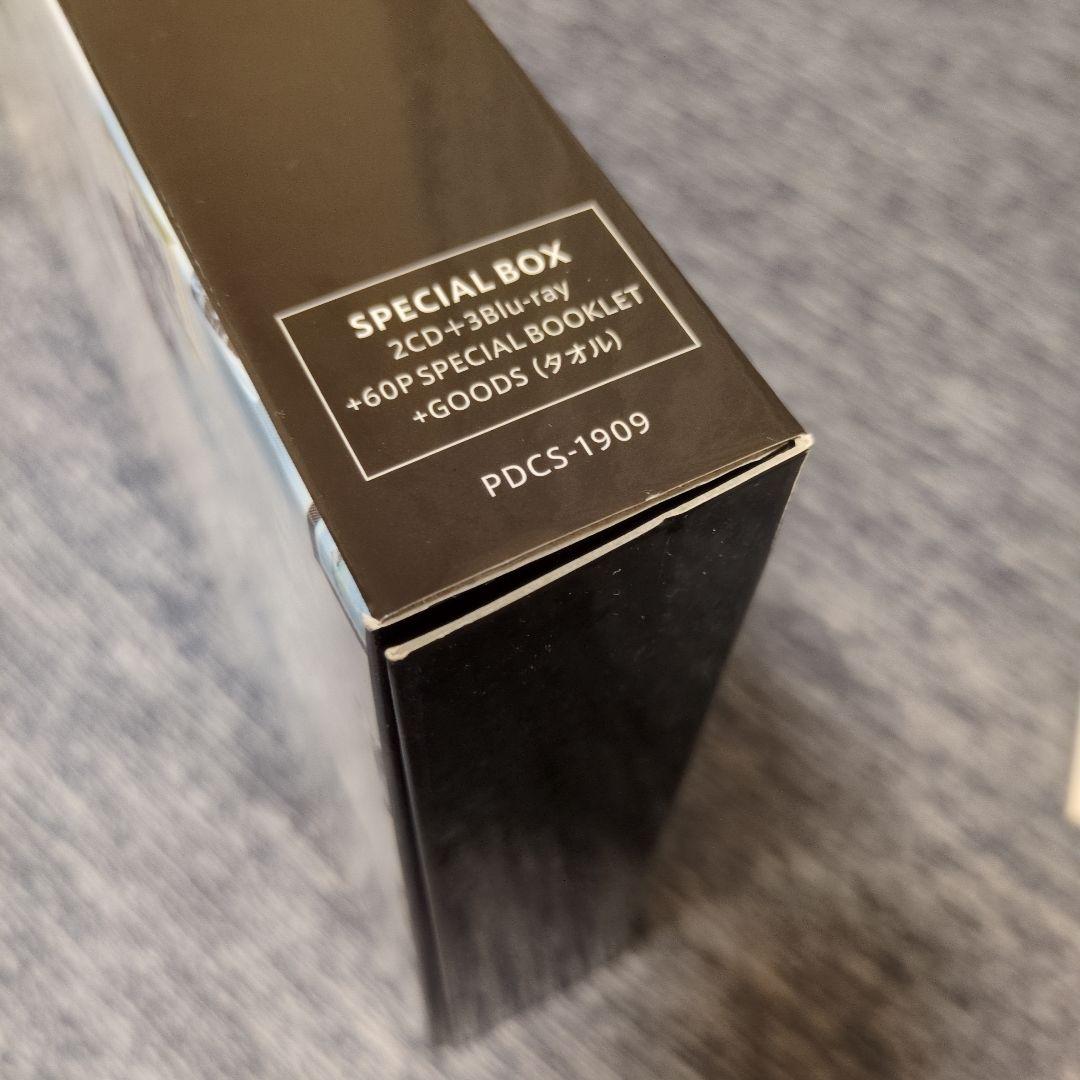 SPECIAL BOX
2CD+3Blu-ray
+60P SPECIAL BOOKLET
+GOODS (タオル)
PDCS-1909